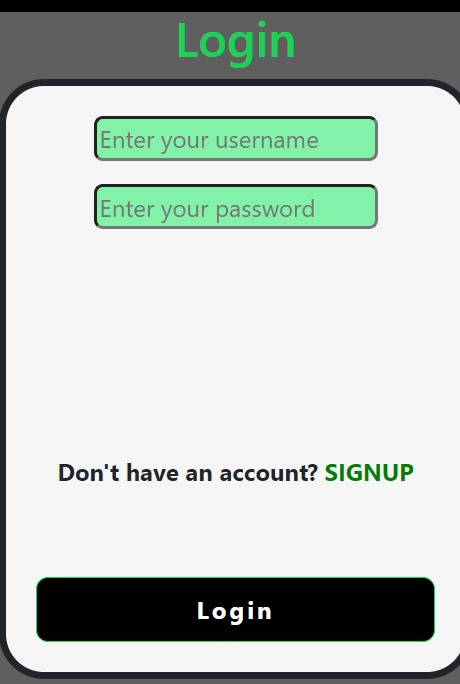 Login
Enter your username
Enter your password
Don't have an account? SIGNUP
Login